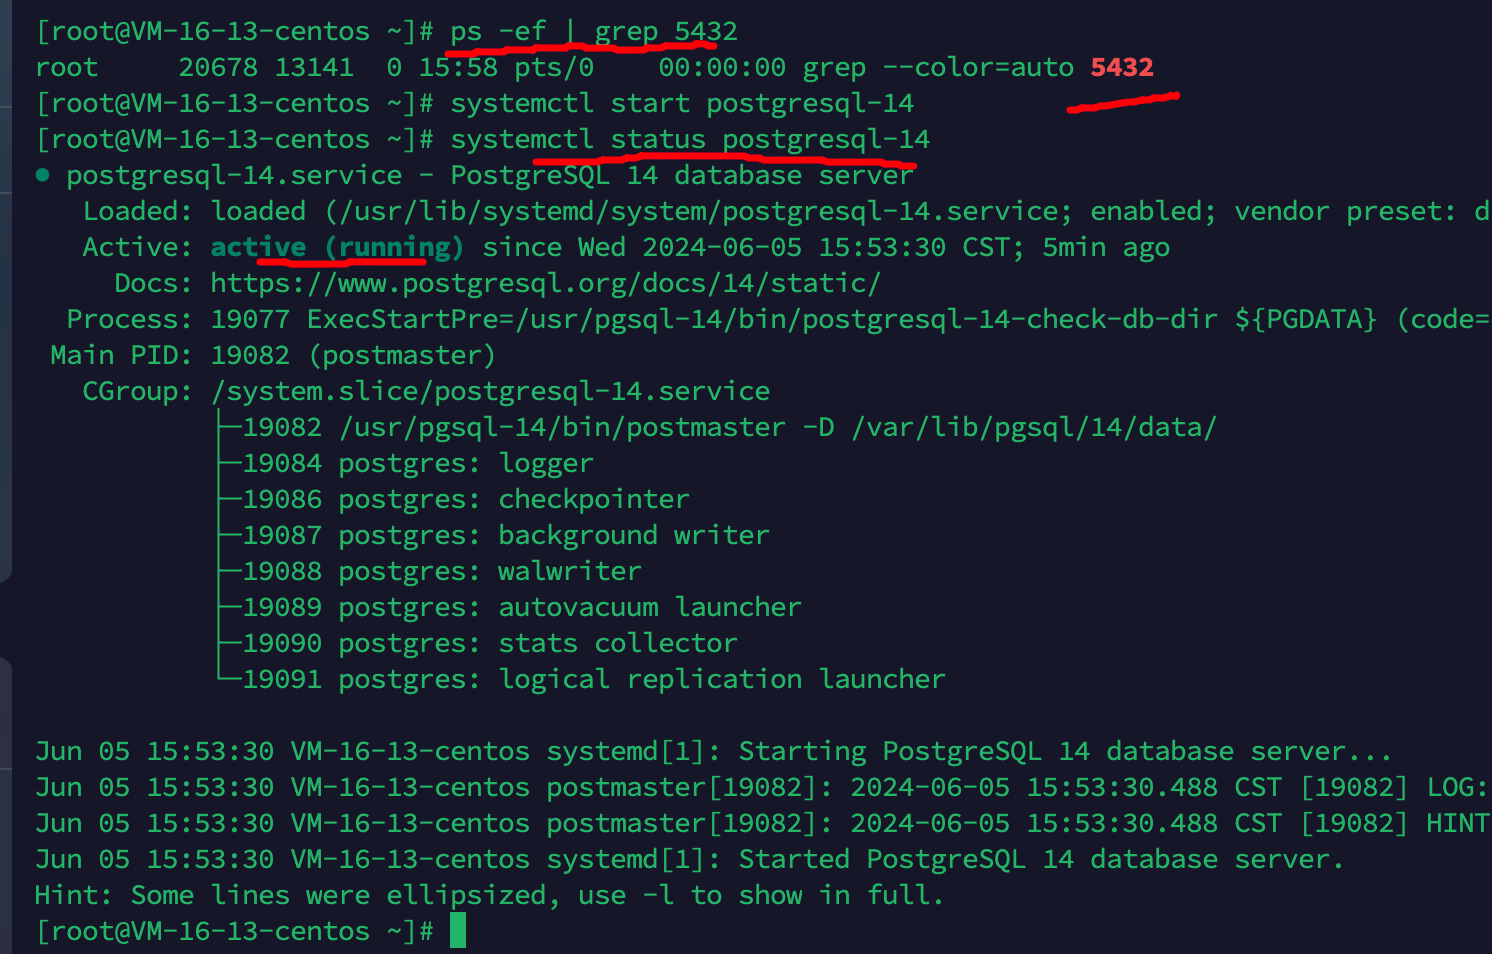 [root@VM-16-13-centos ~]# ps -ef | grep 5432
root     20678 13141  0 15:58 pts/0    00:00:00 grep --color=auto 5432
[root@VM-16-13-centos ~]# systemctl start postgresql-14
[root@VM-16-13-centos ~]# systemctl status postgresql-14
● postgresql-14.service - PostgreSQL 14 database server
   Loaded: loaded (/usr/lib/systemd/system/postgresql-14.service; enabled; vendor preset: d
   Active: active (running) since Wed 2024-06-05 15:53:30 CST; 5min ago
     Docs: https://www.postgresql.org/docs/14/static/
  Process: 19077 ExecStartPre=/usr/pgsql-14/bin/postgresql-14-check-db-dir ${PGDATA} (code=
 Main PID: 19082 (postmaster)
   CGroup: /system.slice/postgresql-14.service
           ├─19082 /usr/pgsql-14/bin/postmaster -D /var/lib/pgsql/14/data/
           ├─19084 postgres: logger
           ├─19086 postgres: checkpointer
           ├─19087 postgres: background writer
           ├─19088 postgres: walwriter
           ├─19089 postgres: autovacuum launcher
           ├─19090 postgres: stats collector
           └─19091 postgres: logical replication launcher
Jun 05 15:53:30 VM-16-13-centos systemd[1]: Starting PostgreSQL 14 database server...
Jun 05 15:53:30 VM-16-13-centos postmaster[19082]: 2024-06-05 15:53:30.488 CST [19082] LOG:
Jun 05 15:53:30 VM-16-13-centos postmaster[19082]: 2024-06-05 15:53:30.488 CST [19082] HINT
Jun 05 15:53:30 VM-16-13-centos systemd[1]: Started PostgreSQL 14 database server.
Hint: Some lines were ellipsized, use -l to show in full.
[root@VM-16-13-centos ~]#